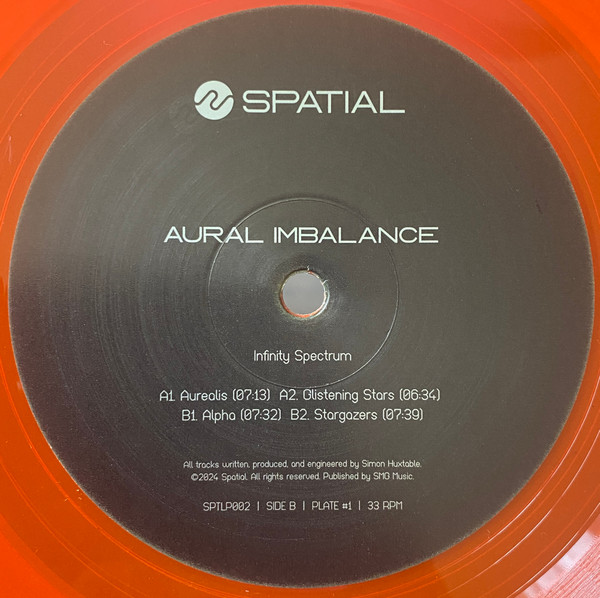 SPATIAL
AURAL IMBALANCE
Infinity Spectrum
A1. Aurealis (07:13) A2. Glistening Stars (06:34)
B1. Alpha (07:32) B2. Stargazers (07:39)
All tracks written, produced, and engineered by Simon Huxtable.
©2024 Spatial. All rights reserved. Published by SMG Music.
SPTLP002 | SIDE B | PLATE #1 | 33 RPM